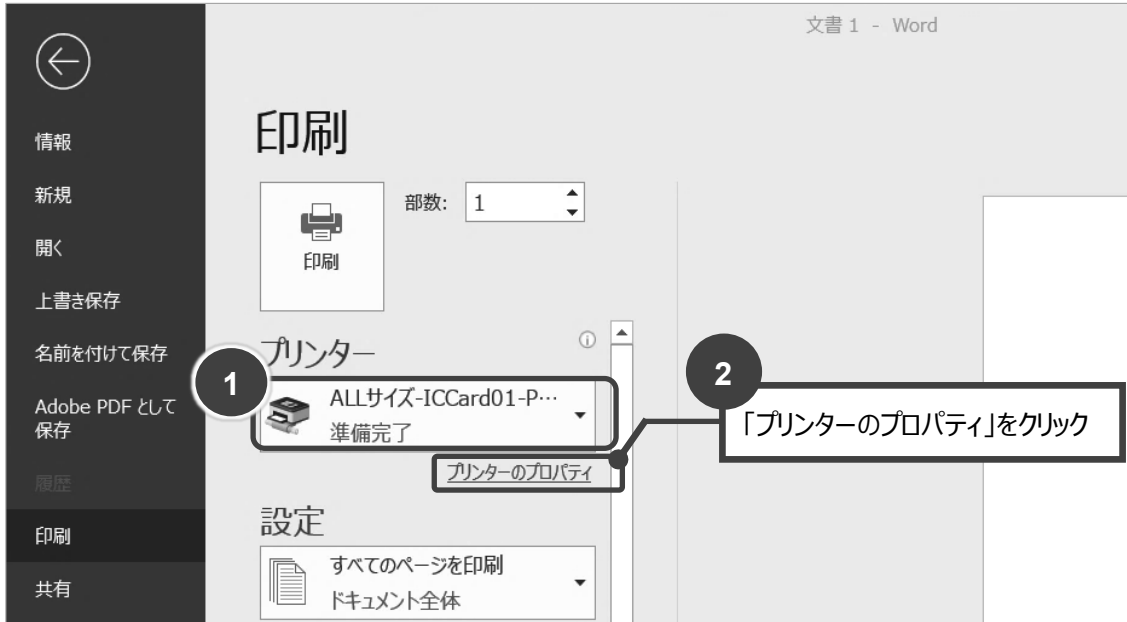 文書 1 - Word
情報
新規
開く
上書き保存
名前を付けて保存
Adobe PDF として
保存
履歴
印刷
共有
印刷
印刷
部数: 1
プリンター
1
ALLサイズ-ICCard01-P…
準備完了
プリンターのプロパティ
2
「プリンターのプロパティ」をクリック
設定
すべてのページを印刷
ドキュメント全体